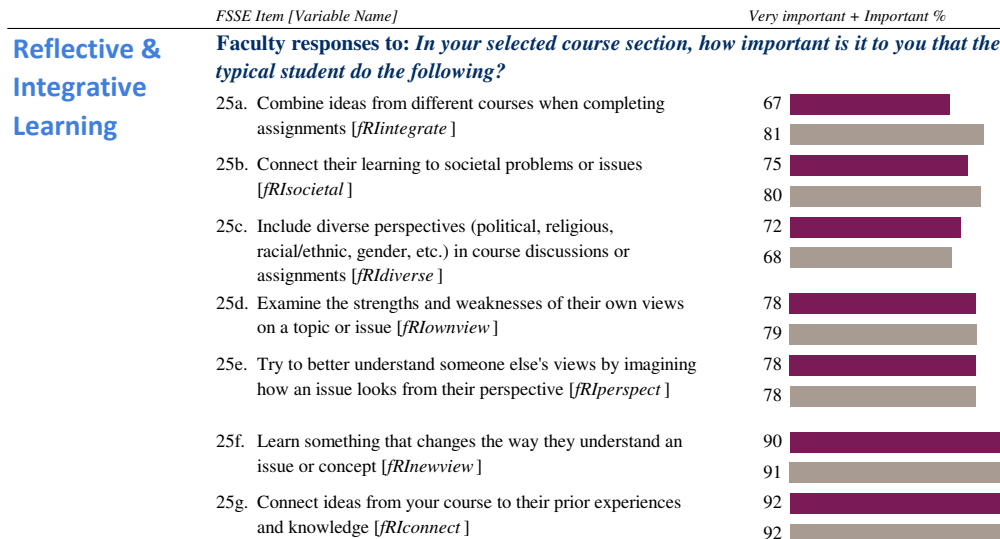 FSSE Item [Variable Name] Very important + Important %
Reflective &
Integrative
Learning
Faculty responses to: In your selected course section, how important is it to you that the
typical student do the following?
25a. Combine ideas from different courses when completing 67
assignments [fRIintegrate] 81
25b. Connect their learning to societal problems or issues 75
[fRIsocietal] 80
25c. Include diverse perspectives (political, religious, 72
racial/ethnic, gender, etc.) in course discussions or 68
assignments [fRIdiverse]
25d. Examine the strengths and weaknesses of their own views 78
on a topic or issue [fRIownview] 79
25e. Try to better understand someone else's views by imagining 78
how an issue looks from their perspective [fRIperspect] 78
25f. Learn something that changes the way they understand an 90
issue or concept [fRInewview] 91
25g. Connect ideas from your course to their prior experiences 92
and knowledge [fRIconnect] 92